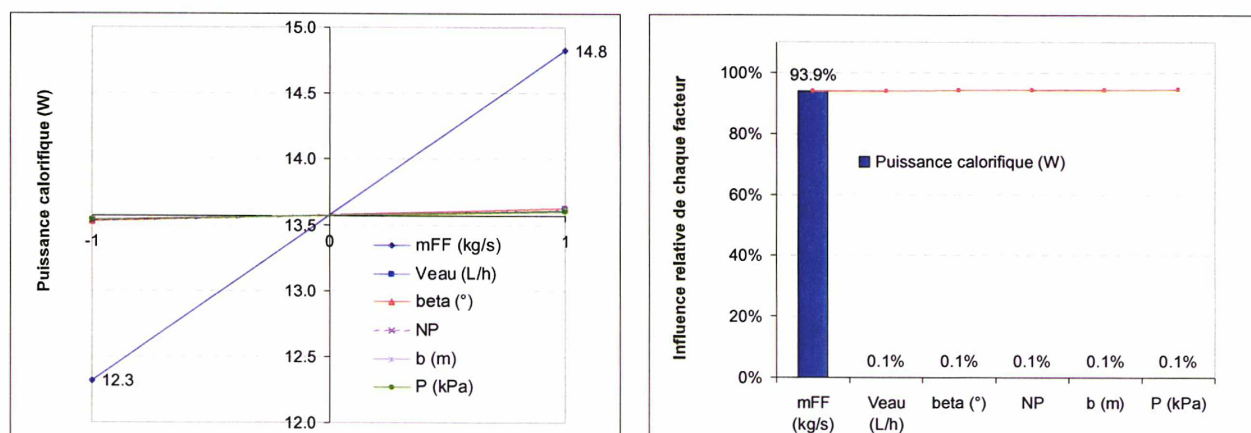 Puissance calorifique (W)
15.0
14.5
14.0
13.5
13.0
12.5
12.0
14.8
12.3
-1
0
1
mFF (kg/s)
Veau (L/h)
beta (°)
NP
b (m)
P (kPa)
Influence relative de chaque facteur
100%
80%
60%
40%
20%
0%
93.9%
Puissance calorifique (W)
0.1%
0.1%
0.1%
0.1%
0.1%
mFF
(kg/s)
Veau
(L/h)
beta (°)
NP
b (m)
P (kPa)